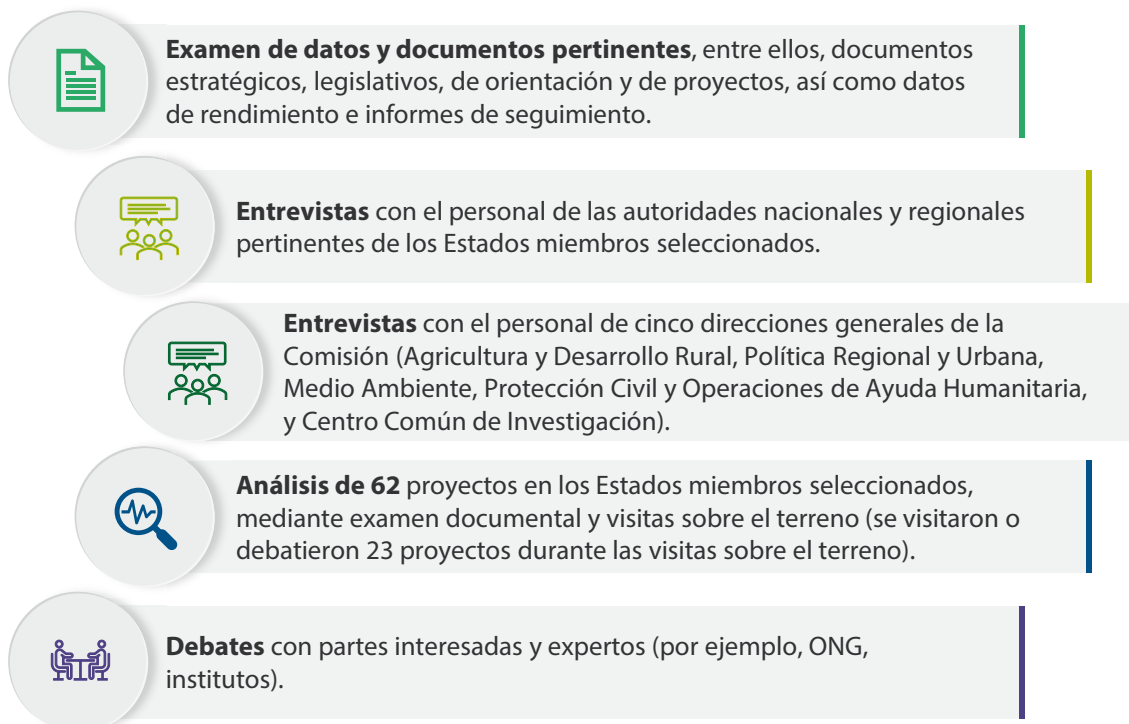 Examen de datos y documentos pertinentes, entre ellos, documentos
estratégicos, legislativos, de orientación y de proyectos, así como datos
de rendimiento e informes de seguimiento.
Entrevistas con el personal de las autoridades nacionales y regionales
pertinentes de los Estados miembros seleccionados.
Entrevistas con el personal de cinco direcciones generales de la
Comisión (Agricultura y Desarrollo Rural, Política Regional y Urbana,
Medio Ambiente, Protección Civil y Operaciones de Ayuda Humanitaria,
y Centro Común de Investigación).
Análisis de 62 proyectos en los Estados miembros seleccionados,
mediante examen documental y visitas sobre el terreno (se visitaron o
debatieron 23 proyectos durante las visitas sobre el terreno).
Debates con partes interesadas y expertos (por ejemplo, ONG,
institutos).